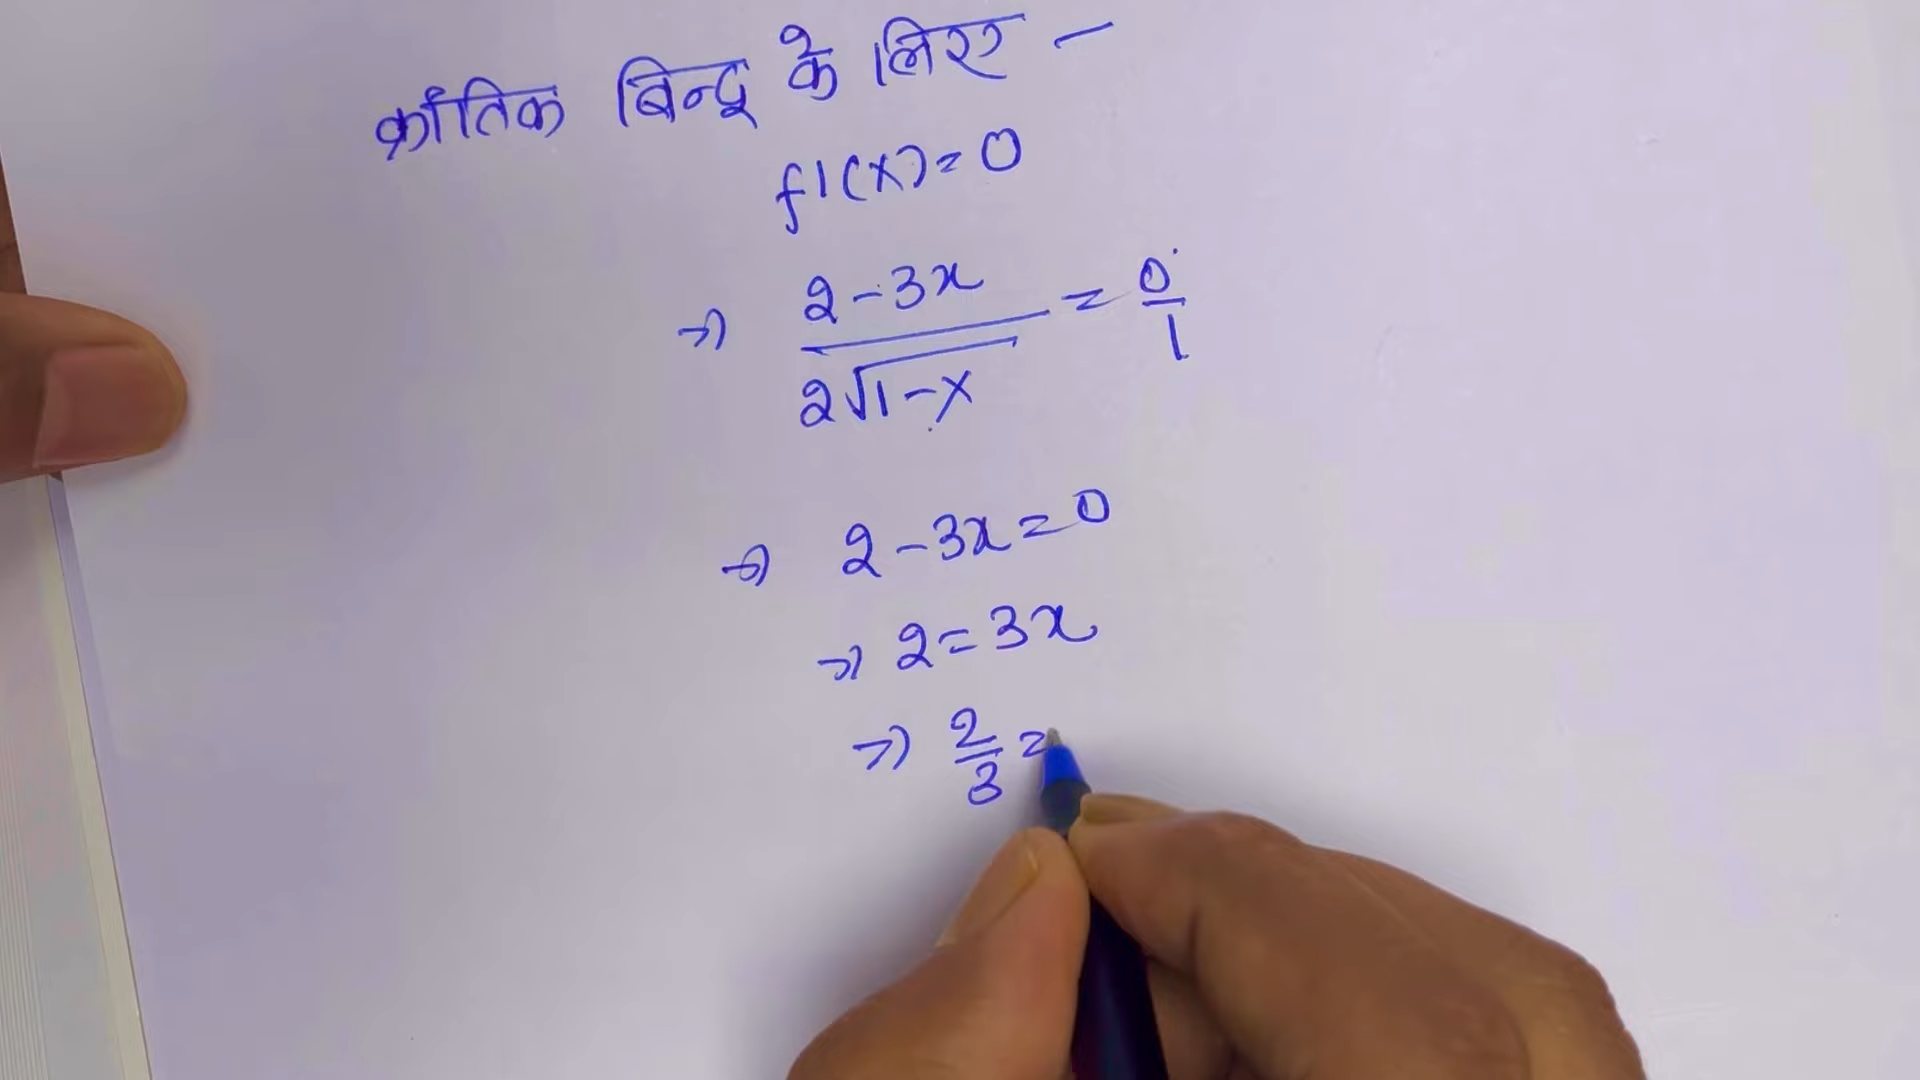 क्रांतिक बिन्दू के लिए -
f'(x) = 0
⇒ 2-3x / 2√1-x = 0/1
⇒ 2-3x=0
⇒ 2=3x
⇒ 2/3 =